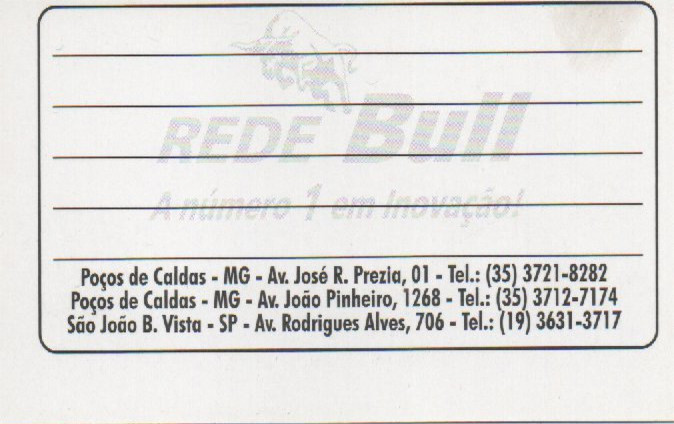 REDE Bull
A número 1 em Inovação!
Poços de Caldas - MG - Av. José R. Prezia, 01 - Tel.: (35) 3721-8282
Poços de Caldas - MG - Av. João Pinheiro, 1268 - Tel.: (35) 3712-7174
São João B. Vista - SP - Av. Rodrigues Alves, 706 - Tel.: (19) 3631-3717